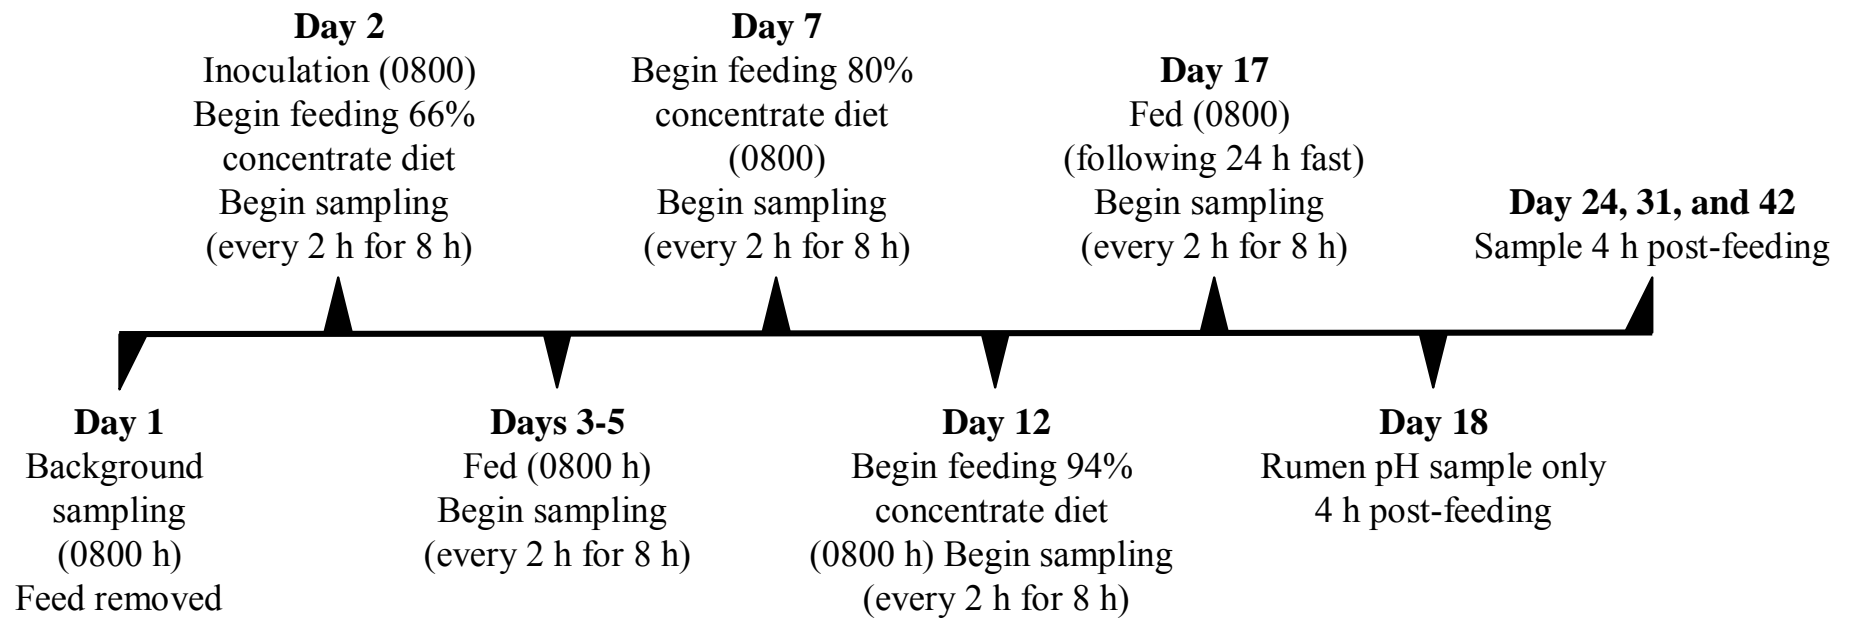 Day 2
Inoculation (0800)
Begin feeding 66%
concentrate diet
Begin sampling
(every 2 h for 8 h)
Day 7
Begin feeding 80%
concentrate diet
(0800)
Begin sampling
(every 2 h for 8 h)
Day 17
Fed (0800)
(following 24 h fast)
Begin sampling
(every 2 h for 8 h)
Day 24, 31, and 42
Sample 4 h post-feeding
Day 1
Background
sampling
(0800 h)
Feed removed
Days 3-5
Fed (0800 h)
Begin sampling
(every 2 h for 8 h)
Day 12
Begin feeding 94%
concentrate diet
(0800 h) Begin sampling
(every 2 h for 8 h)
Day 18
Rumen pH sample only
4 h post-feeding